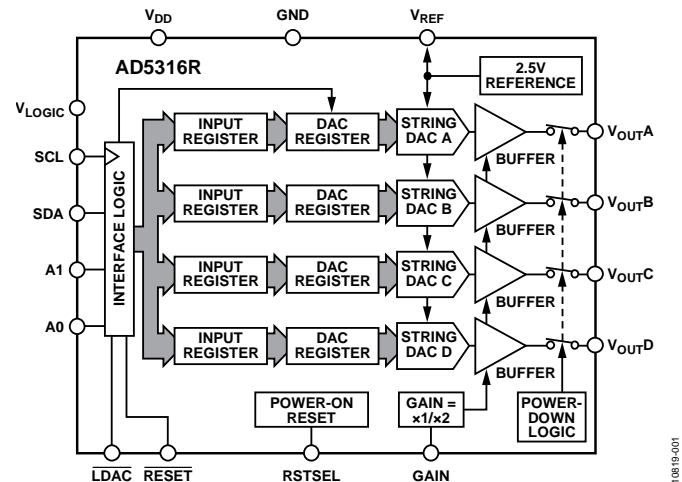 VDD
GND
VREF
AD5316R
2.5V
REFERENCE
VLOGIC
SCL
SDA
A1
A0
INTERFACE LOGIC
INPUT
REGISTER
DAC
REGISTER
STRING
DAC A
BUFFER
VOUTA
INPUT
REGISTER
DAC
REGISTER
STRING
DAC B
BUFFER
VOUTB
INPUT
REGISTER
DAC
REGISTER
STRING
DAC C
BUFFER
VOUTC
INPUT
REGISTER
DAC
REGISTER
STRING
DAC D
BUFFER
VOUTD
POWER-ON
RESET
GAIN =
×1/×2
POWER-
DOWN
LOGIC
LDAC
RESET
RSTSEL
GAIN
10819-001